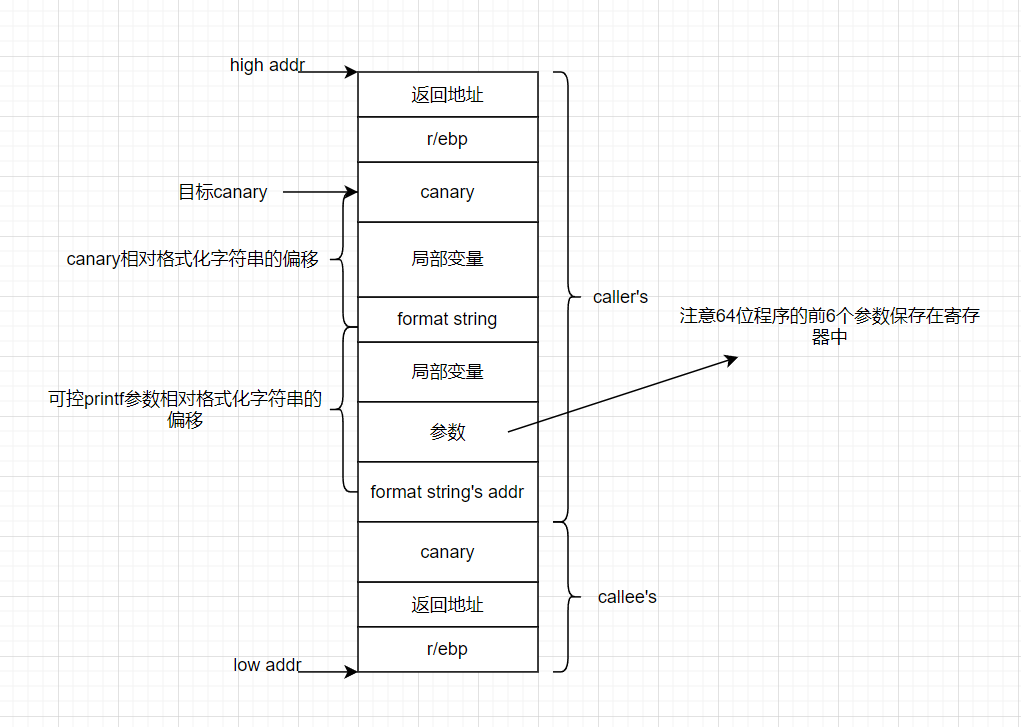 high addr
返回地址
r/ebp
目标canary
canary
canary相对格式化字符串的偏移
局部变量
caller's
format string
注意64位程序的前6个参数保存在寄存
器中
局部变量
可控printf参数相对格式化字符串的
偏移
参数
format string's addr
canary
返回地址
callee's
r/ebp
low addr